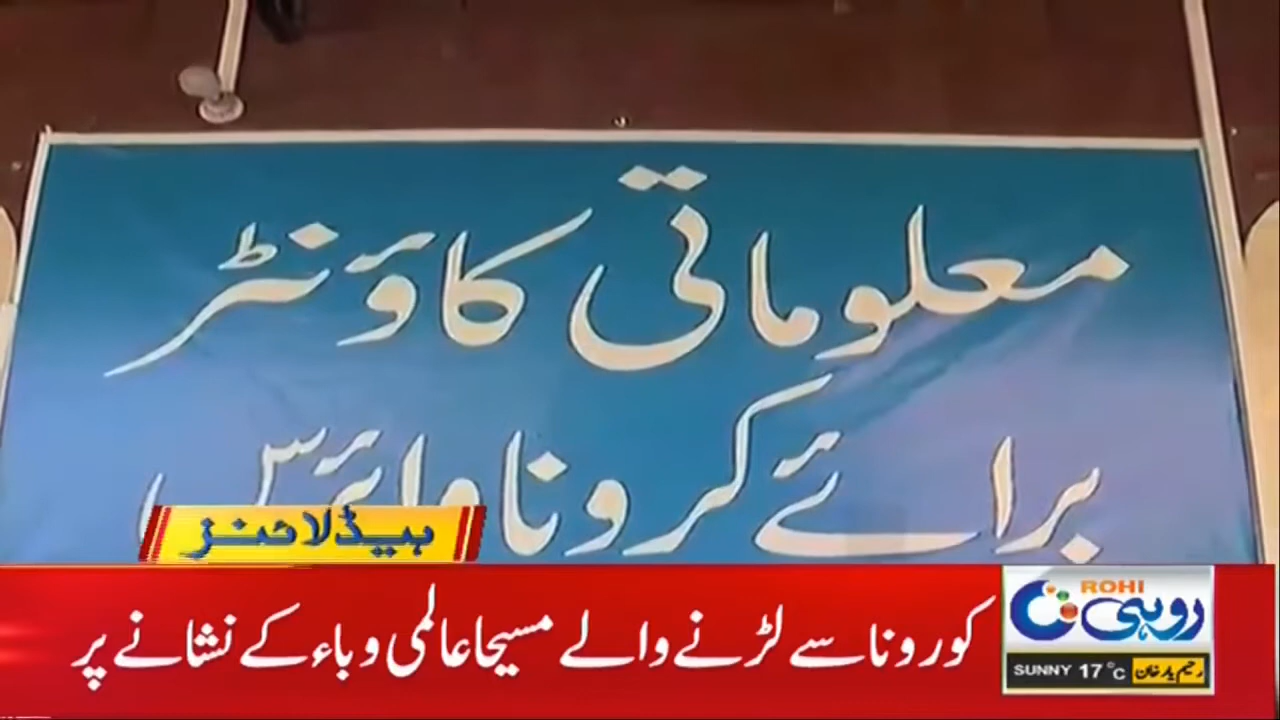 معلوماتی کاؤنٹر
برائے کرونا وائرس
ہیڈلائنز
کورونا سے لڑنے والے مسیحا عالمی وباء کے نشانے پر
ROHI
روہی
SUNNY 17°C رحیم یار خان